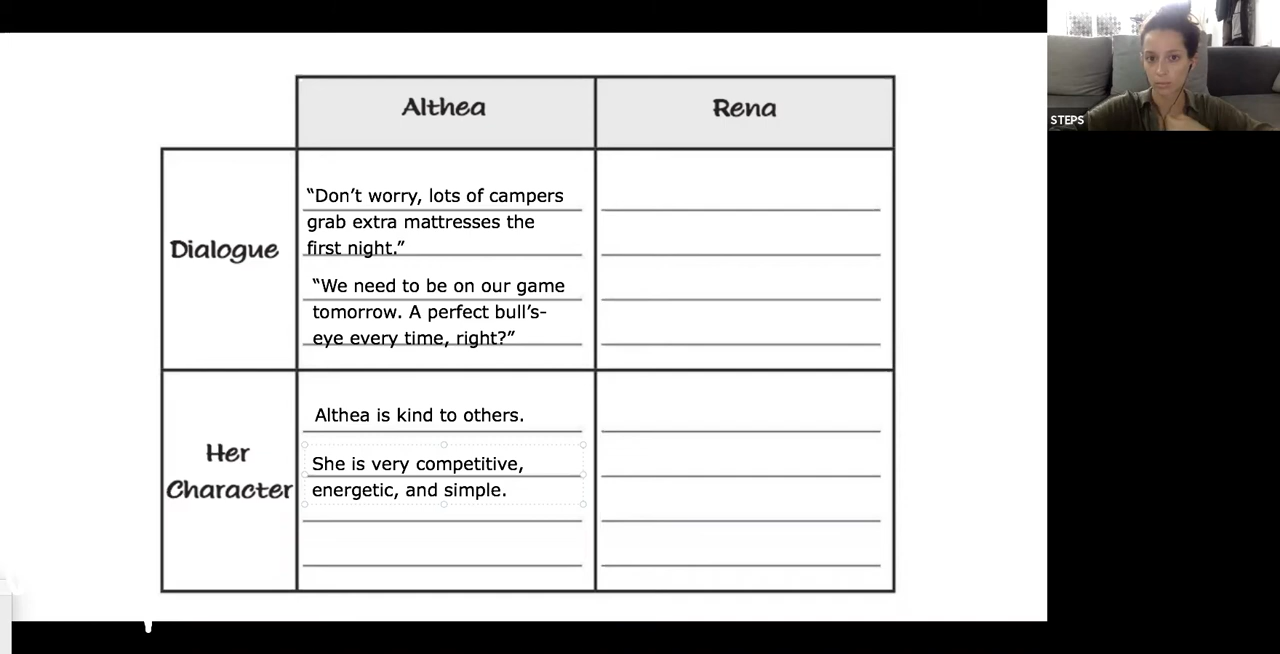 Althea
Rena
Dialogue
“Don’t worry, lots of campers
grab extra mattresses the
first night.”
“We need to be on our game
tomorrow. A perfect bull’s-
eye every time, right?”
Her
Character
Althea is kind to others.
She is very competitive,
energetic, and simple.
STEPS